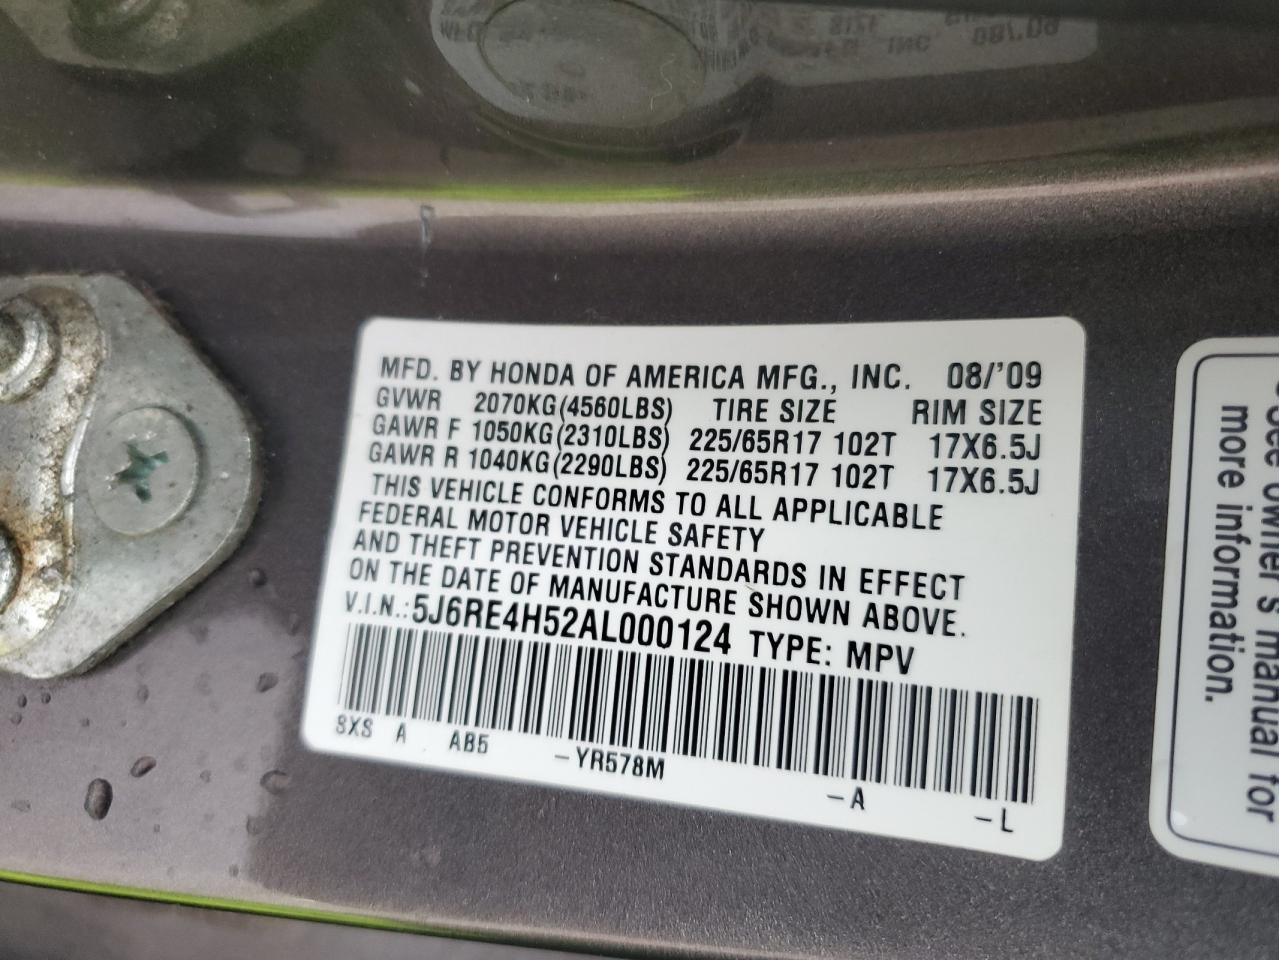 MFD. BY HONDA OF AMERICA MFG., INC. 08/'09
GVWR 2070KG(4560LBS) TIRE SIZE RIM SIZE
GAWR F 1050KG(2310LBS) 225/65R17 102T 17X6.5J
GAWR R 1040KG(2290LBS) 225/65R17 102T 17X6.5J
THIS VEHICLE CONFORMS TO ALL APPLICABLE
FEDERAL MOTOR VEHICLE SAFETY
AND THEFT PREVENTION STANDARDS IN EFFECT
ON THE DATE OF MANUFACTURE SHOWN ABOVE.
V.I.N.:5J6RE4H52AL000124 TYPE: MPV
SXS A AB5 -YR578M -A -L
See owner's manual for
more information.